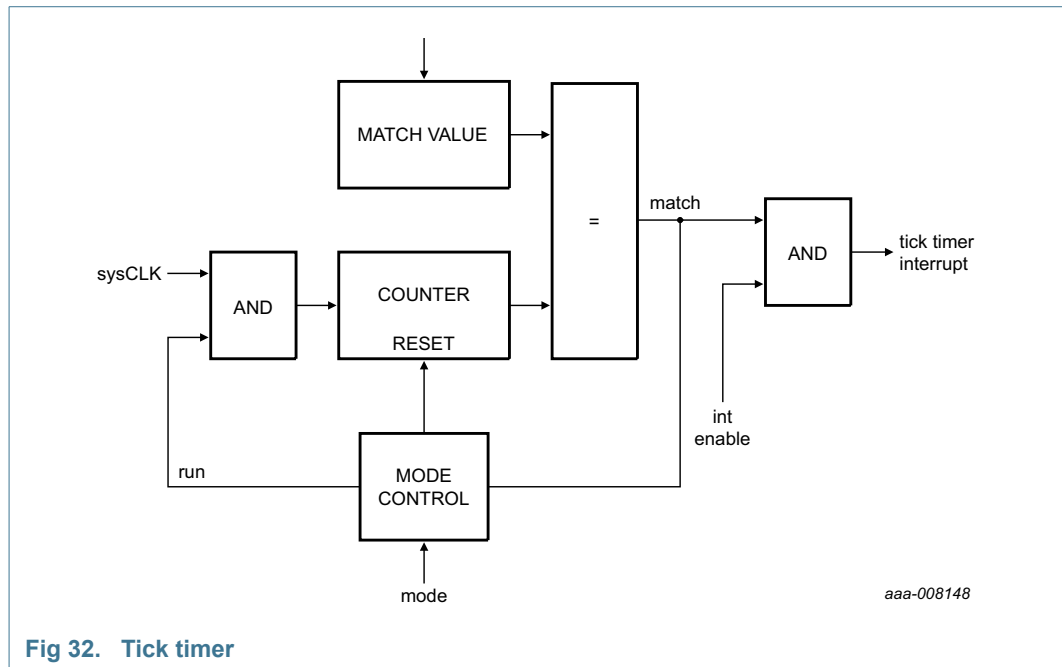 MATCH VALUE
=
match
AND
tick timer
interrupt
sysCLK
AND
COUNTER
RESET
int
enable
run
MODE
CONTROL
mode
aaa-008148
Fig 32. Tick timer